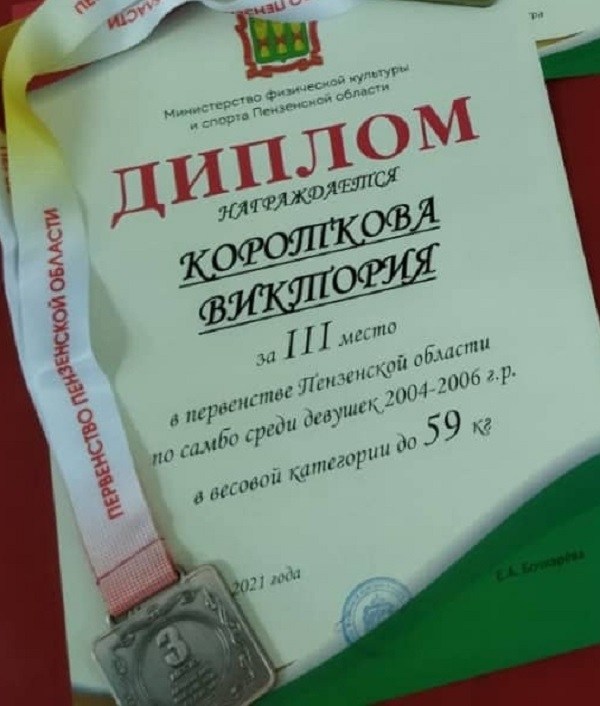 Министерство физической культуры
и спорта Пензенской области
ДИПЛОМ
НАГРАЖДАЕТСЯ
КОРОТКОВА
ВИКТОРИЯ
за III место
в первенстве Пензенской области
по самбо среди девушек 2004-2006 г.р.
в весовой категории до 59 кг
2021 года
ПЕРВЕНСТВО ПЕНЗЕНСКОЙ ОБЛАСТИ
3